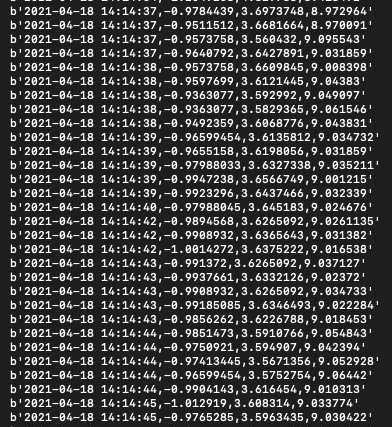 b'2021-04-18 14:14:37,-0.9784439,3.6973748,8.972964'
b'2021-04-18 14:14:37,-0.9511512,3.6681664,8.970091'
b'2021-04-18 14:14:37,-0.9573758,3.560432,9.095543'
b'2021-04-18 14:14:37,-0.9640792,3.6427891,9.031859'
b'2021-04-18 14:14:38,-0.9573758,3.6609845,9.008398'
b'2021-04-18 14:14:38,-0.9597699,3.6121445,9.04383'
b'2021-04-18 14:14:38,-0.9363077,3.592992,9.049097'
b'2021-04-18 14:14:38,-0.9363077,3.5829365,9.061546'
b'2021-04-18 14:14:38,-0.9492359,3.6068776,9.043831'
b'2021-04-18 14:14:39,-0.96599454,3.6135812,9.034732'
b'2021-04-18 14:14:39,-0.9655158,3.6198056,9.031859'
b'2021-04-18 14:14:39,-0.97988033,3.6327338,9.035211'
b'2021-04-18 14:14:39,-0.9947238,3.6566749,9.001215'
b'2021-04-18 14:14:39,-0.9923296,3.6437466,9.032339'
b'2021-04-18 14:14:40,-0.97988045,3.645183,9.024676'
b'2021-04-18 14:14:42,-0.9894568,3.6265092,9.0261135'
b'2021-04-18 14:14:42,-0.9908932,3.6365643,9.031382'
b'2021-04-18 14:14:42,-1.0014272,3.6375222,9.016538'
b'2021-04-18 14:14:43,-0.991372,3.6265092,9.037127'
b'2021-04-18 14:14:43,-0.9937661,3.6332126,9.02372'
b'2021-04-18 14:14:43,-0.9908932,3.6265092,9.034733'
b'2021-04-18 14:14:43,-0.99185085,3.6346493,9.022284'
b'2021-04-18 14:14:43,-0.9856262,3.6226788,9.018453'
b'2021-04-18 14:14:44,-0.9851473,3.5910766,9.054843'
b'2021-04-18 14:14:44,-0.9750921,3.594907,9.042394'
b'2021-04-18 14:14:44,-0.97413445,3.5671356,9.052928'
b'2021-04-18 14:14:44,-0.96599454,3.5752754,9.06442'
b'2021-04-18 14:14:44,-0.9904143,3.616454,9.010313'
b'2021-04-18 14:14:45,-1.012919,3.608314,9.033774'
b'2021-04-18 14:14:45,-0.9765285,3.5963435,9.030422'